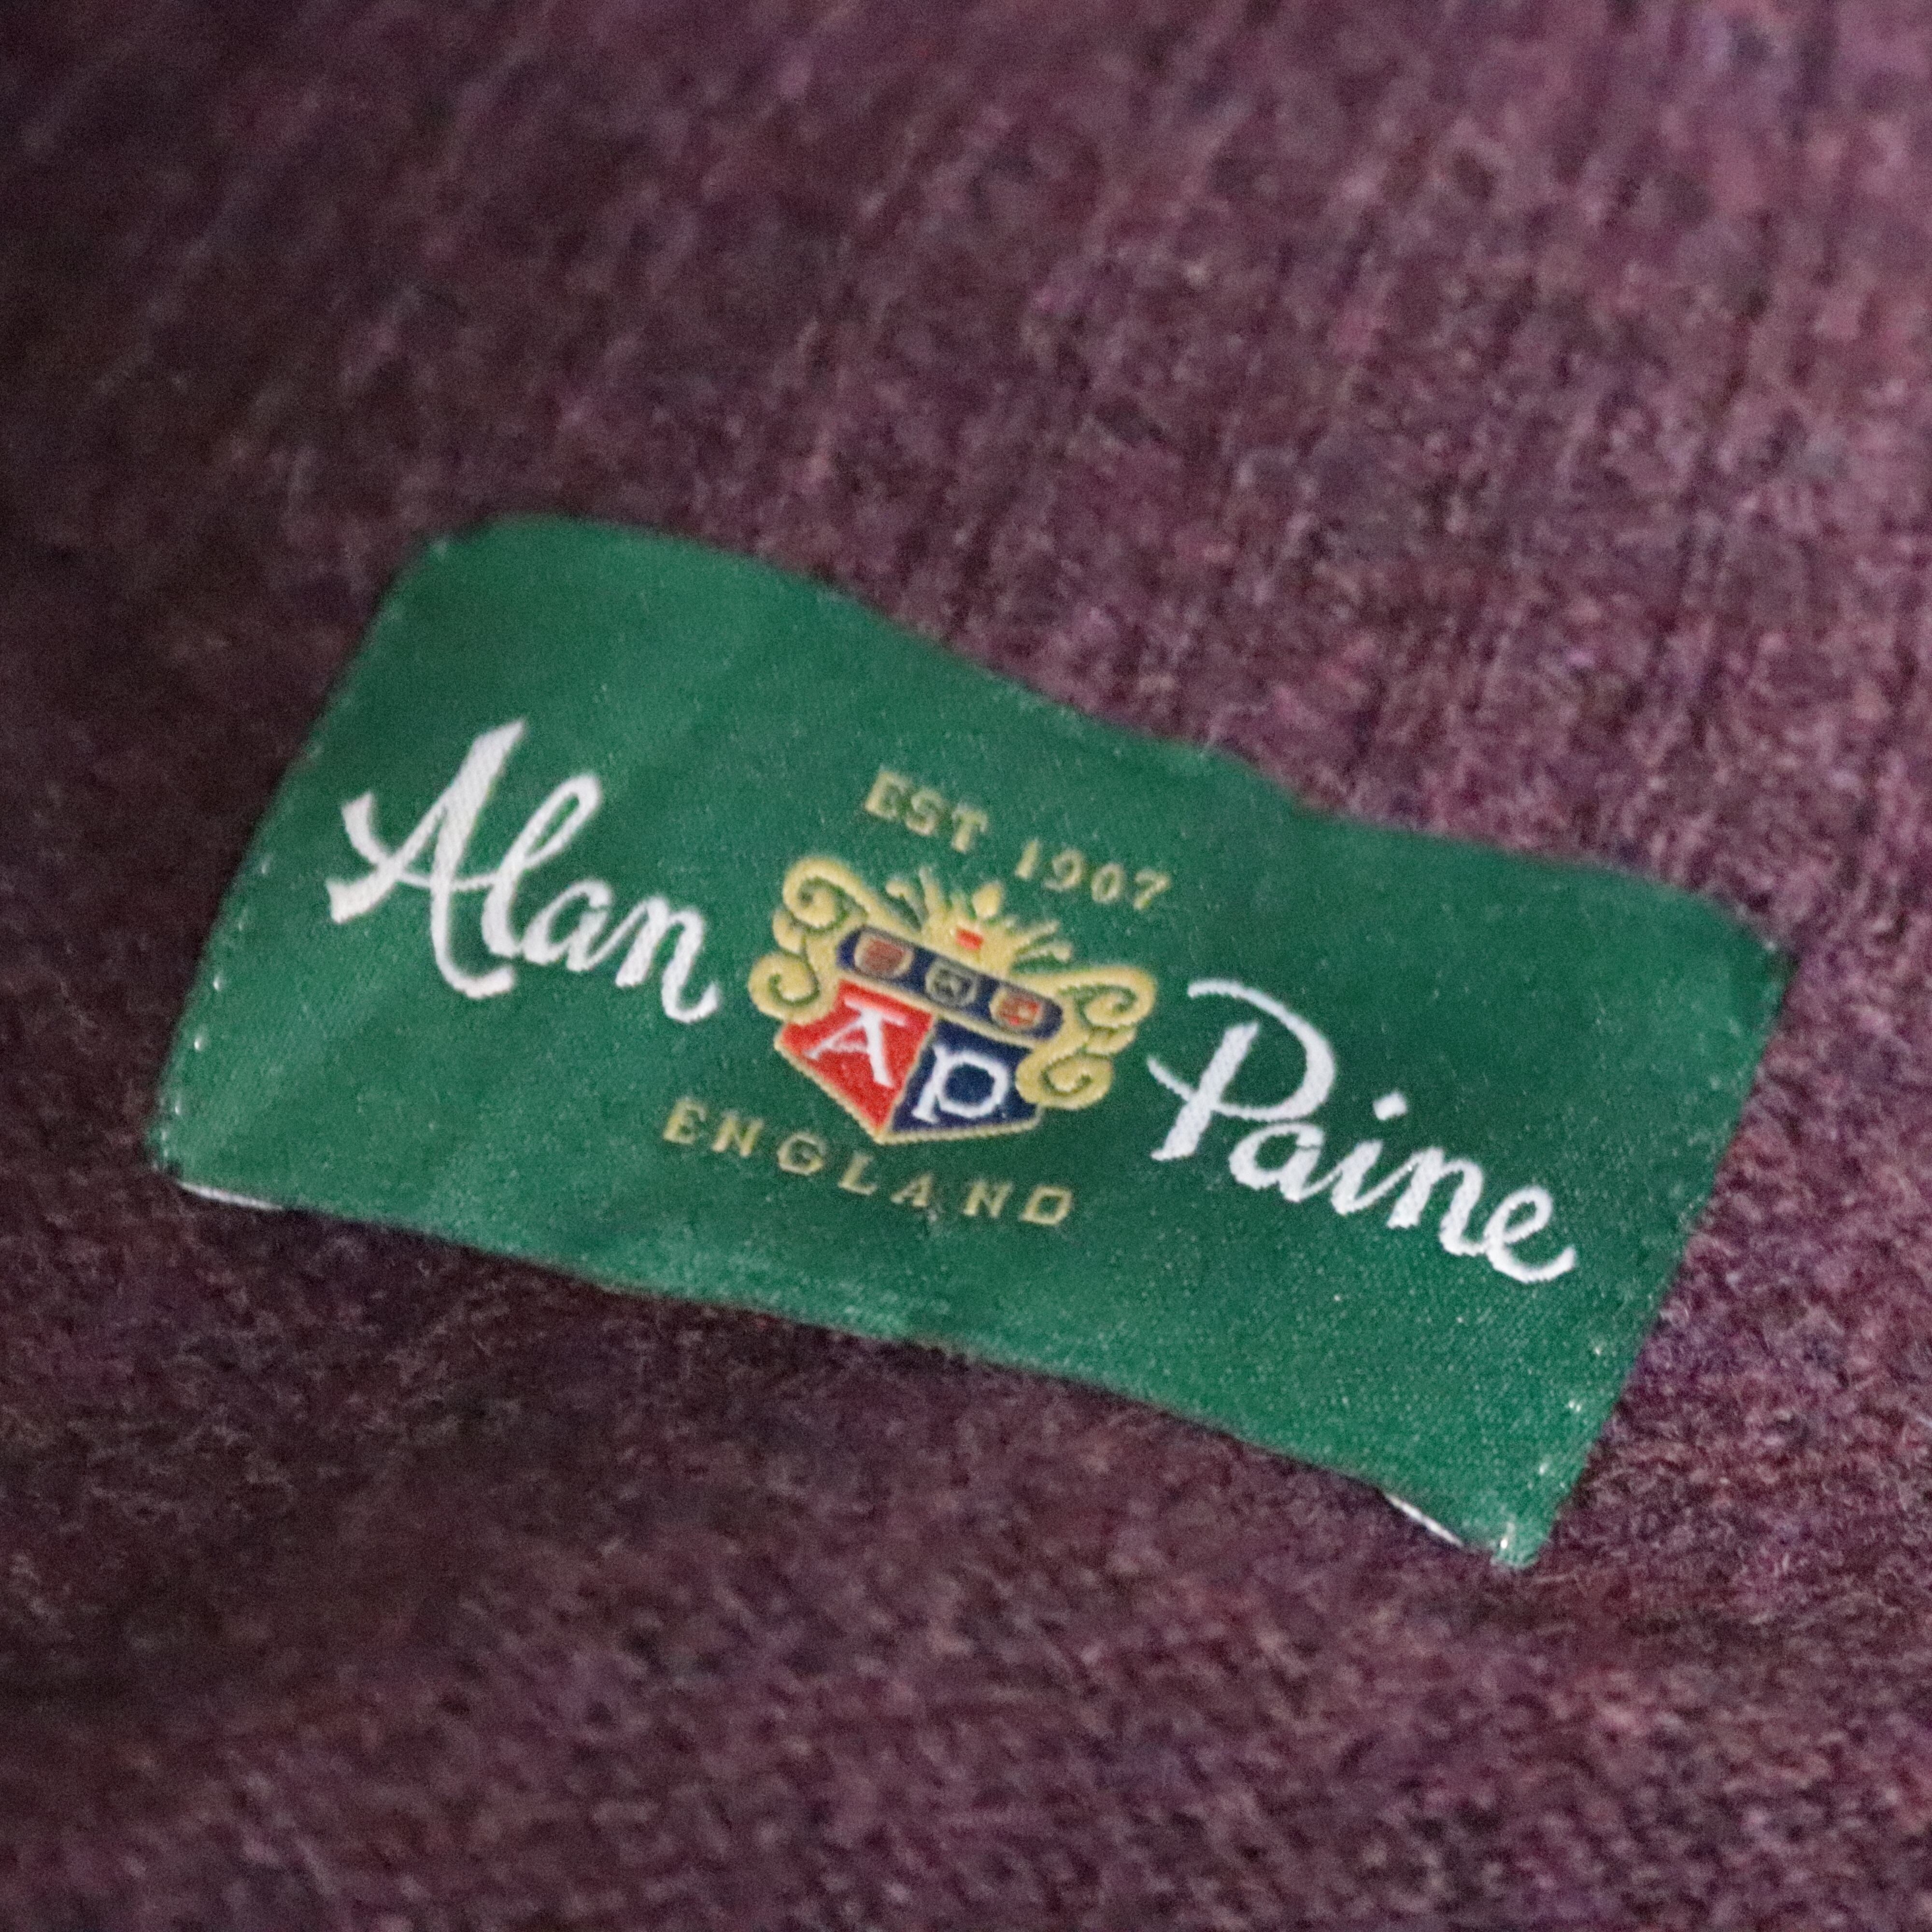 EST 1907
Alan Paine
AP
ENGLAND